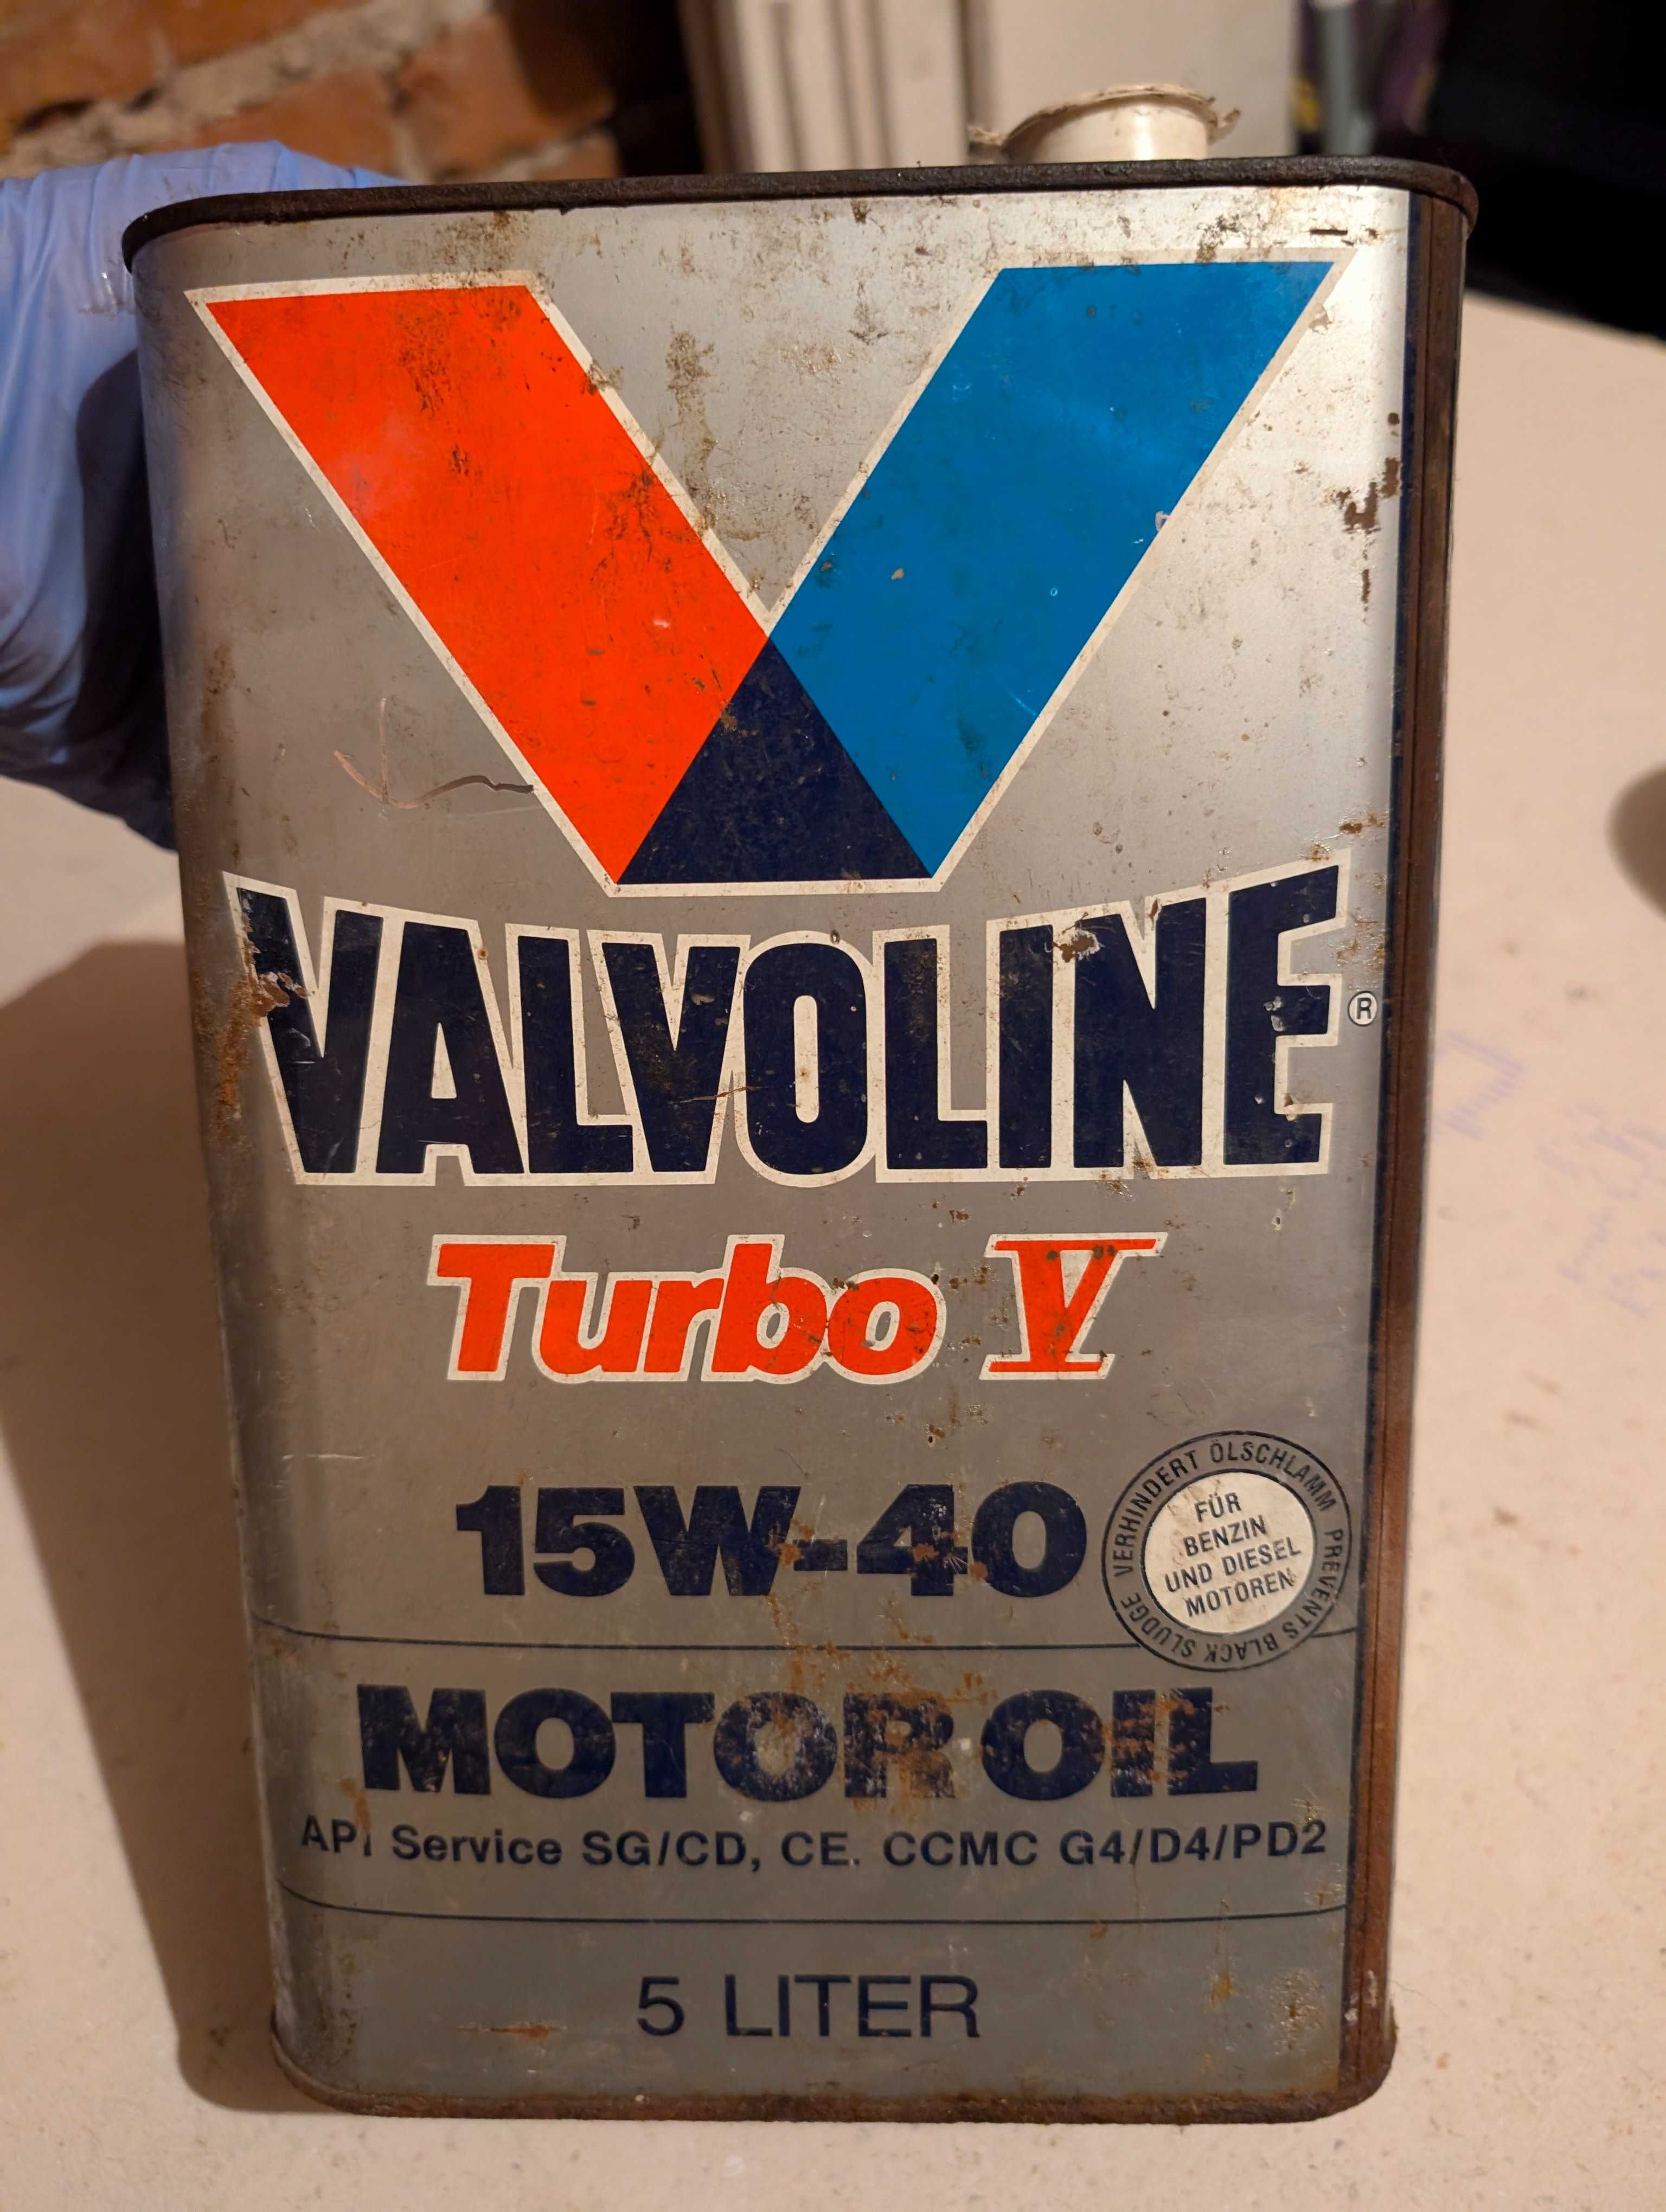 VALVOLINE®
Turbo V
15W-40
VERHINDERT ÖLSCHLAMM PREVENTS BLACK SLUDGE
FÜR
BENZIN
UND DIESEL
MOTOREN
MOTOR OIL
API Service SG/CD, CE. CCMC G4/D4/PD2
5 LITER